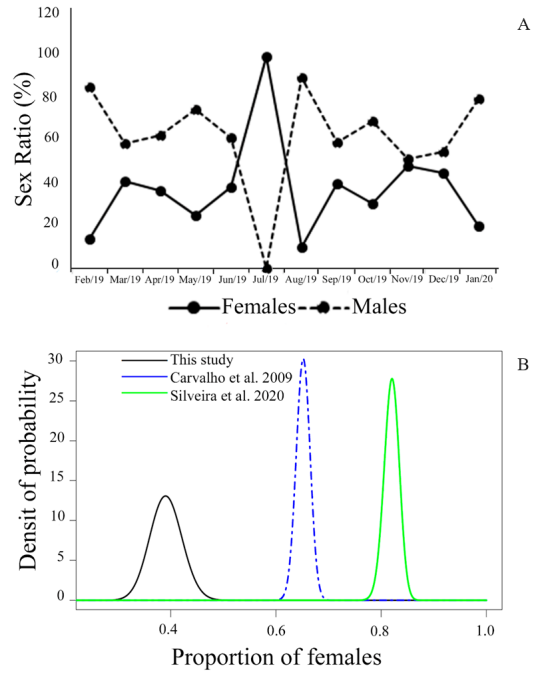 A
120
100
80
60
40
20
0
Sex Ratio (%)
Feb/19 Mar/19 Apr/19 May/19 Jun/19 Jul/19 Aug/19 Sep/19 Oct/19 Nov/19 Dec/19 Jan/20
Females Males
B
30
25
20
15
10
5
0
Densit of probability
This study
Carvalho et al. 2009
Silveira et al. 2020
0.4 0.6 0.8 1.0
Proportion of females